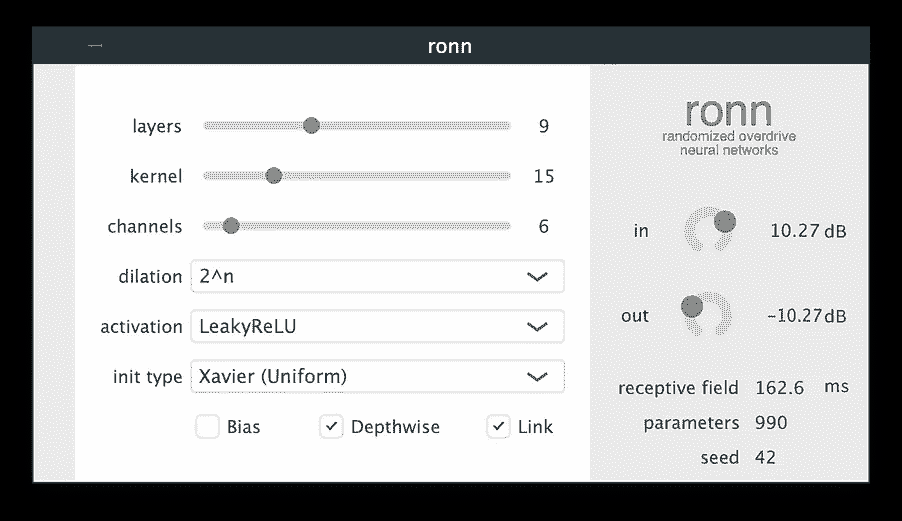 ronn
layers 9
kernel 15
channels 6
dilation 2^n
activation LeakyReLU
init type Xavier (Uniform)
Bias Depthwise Link
ronn
randomized overdrive
neural networks
in 10.27 dB
out -10.27 dB
receptive field 162.6 ms
parameters 990
seed 42